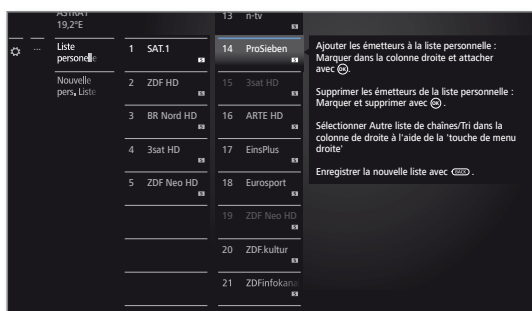 19,2°E
13 n-tv
... Liste
personelle
1 SAT.1
S
14 ProSieben
S
Nouvelle
pers, Liste
2 ZDF HD
S
15 3sat HD
S
3 BR Nord HD
S
16 ARTE HD
S
4 3sat HD
S
17 EinsPlus
S
5 ZDF Neo HD
S
18 Eurosport
S
19 ZDF Neo HD
S
20 ZDF.kultur
S
21 ZDFinfokana
S
Ajouter les émetteurs à la liste personnelle :
Marquer dans la colonne droite et attacher
avec OK.
Supprimer les émetteurs de la liste personnelle :
Marquer et supprimer avec OK .
Sélectionner Autre liste de chaînes/Tri dans la
colonne de droite à l'aide de la 'touche de menu
droite'
Enregistrer la nouvelle liste avec BACK .